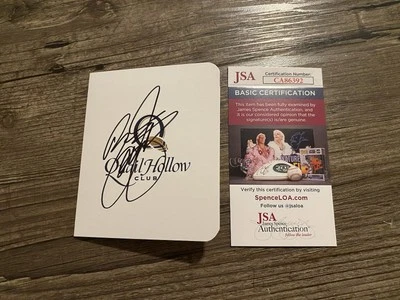 Quail Hollow
CLUB
JSA
Certification Number:
CA86392
BASIC CERTIFICATION
This item has been fully examined by
James Spence Authentication, and
it is our considered opinion that the
signature(s) is/are genuine.
Verify this certification by visiting
SpenceLOA.com
Follow us @jsaloa
JSA
James Spence
Authentication